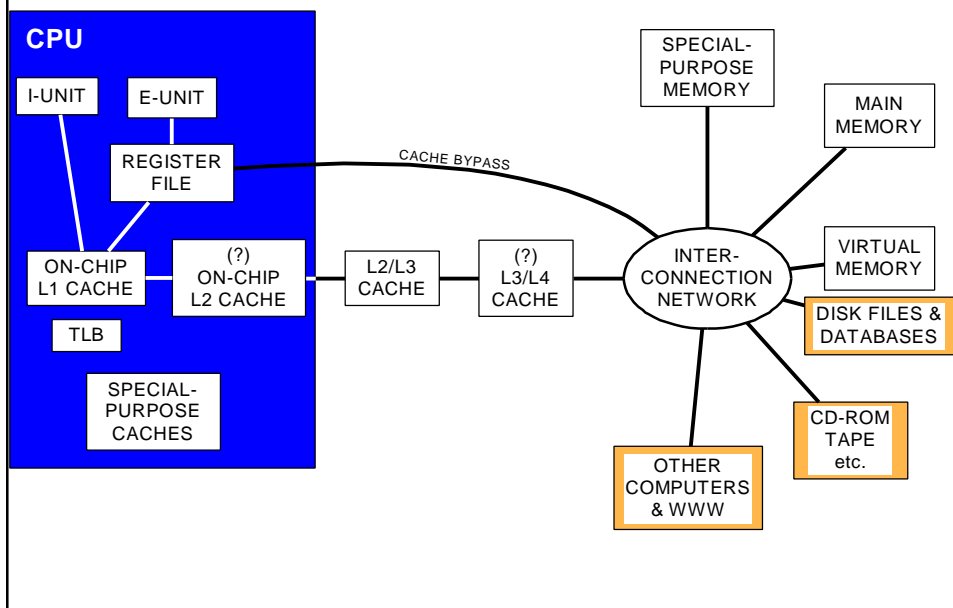 CPU
I-UNIT
E-UNIT
REGISTER
FILE
CACHE BYPASS
SPECIAL-
PURPOSE
MEMORY
MAIN
MEMORY
ON-CHIP
L1 CACHE
(?)
ON-CHIP
L2 CACHE
L2/L3
CACHE
(?)
L3/L4
CACHE
INTER-
CONNECTION
NETWORK
VIRTUAL
MEMORY
DISK FILES &
DATABASES
TLB
SPECIAL-
PURPOSE
CACHES
CD-ROM
TAPE
etc.
OTHER
COMPUTERS
& WWW